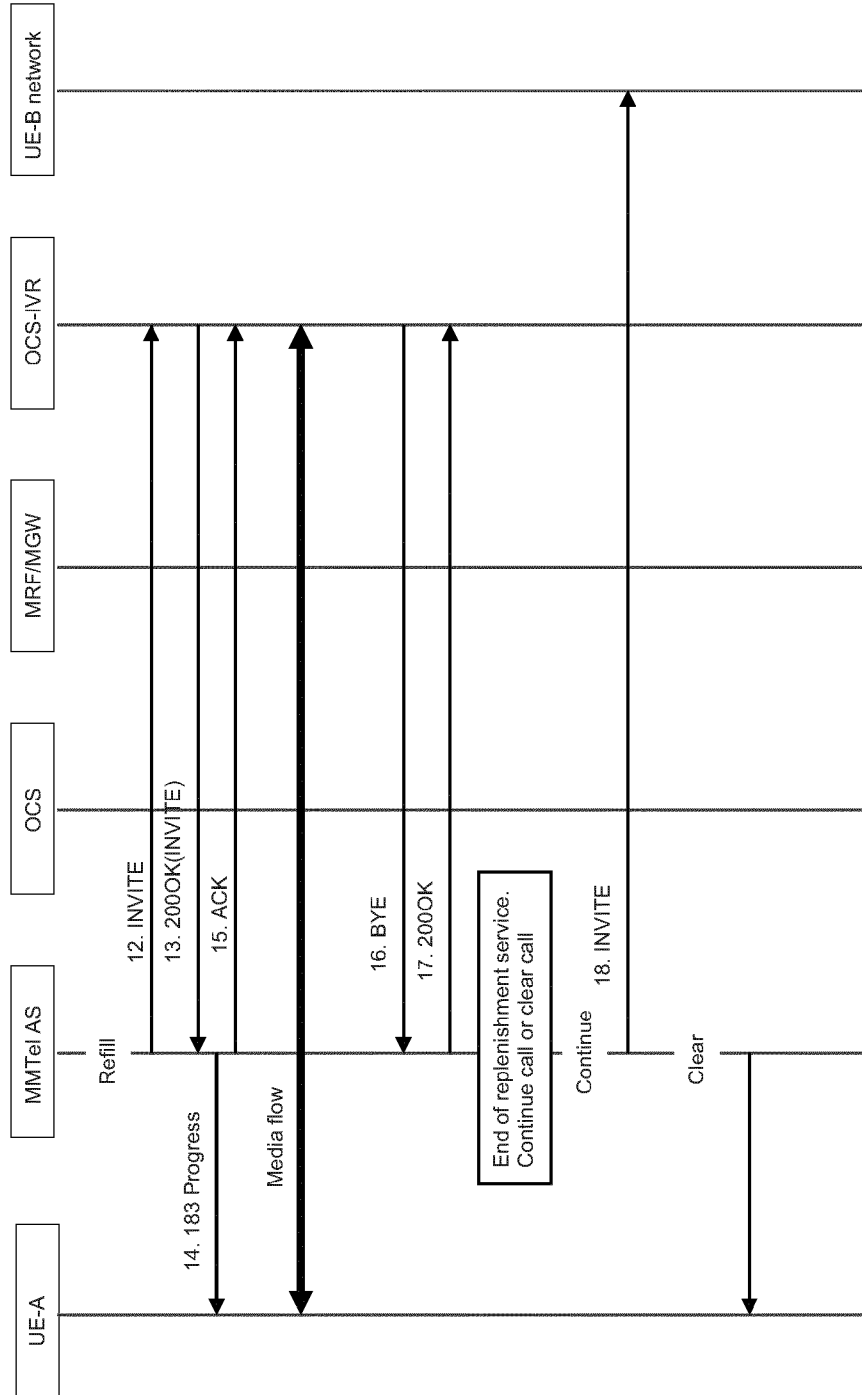 UE-A
MMTel AS
OCS
MRF/MGW
OCS-IVR
UE-B network
Refill
12. INVITE
13. 200OK(INVITE)
14. 183 Progress
15. ACK
Media flow
16. BYE
17. 200OK
End of replenishment service.
Continue call or clear call
Continue
18. INVITE
Clear